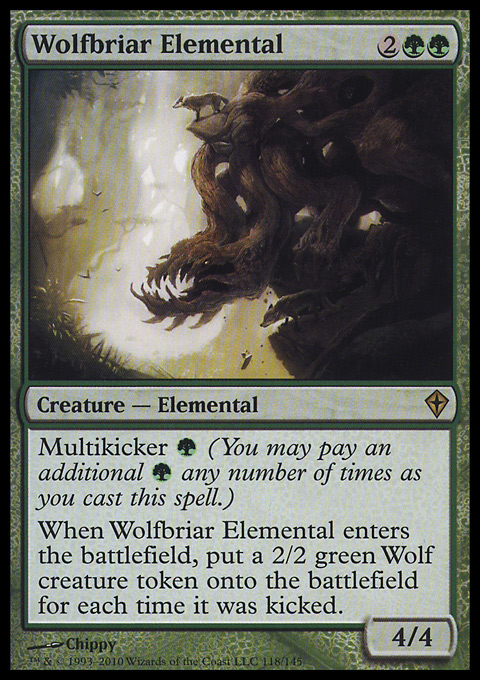 Wolfbriar Elemental 2
Creature — Elemental
Multikicker (You may pay an
additional any number of times as
you cast this spell.)
When Wolfbriar Elemental enters
the battlefield, put a 2/2 green Wolf
creature token onto the battlefield
for each time it was kicked.
4/4
Chippy
™ & © 1993–2010 Wizards of the Coast LLC 118/145